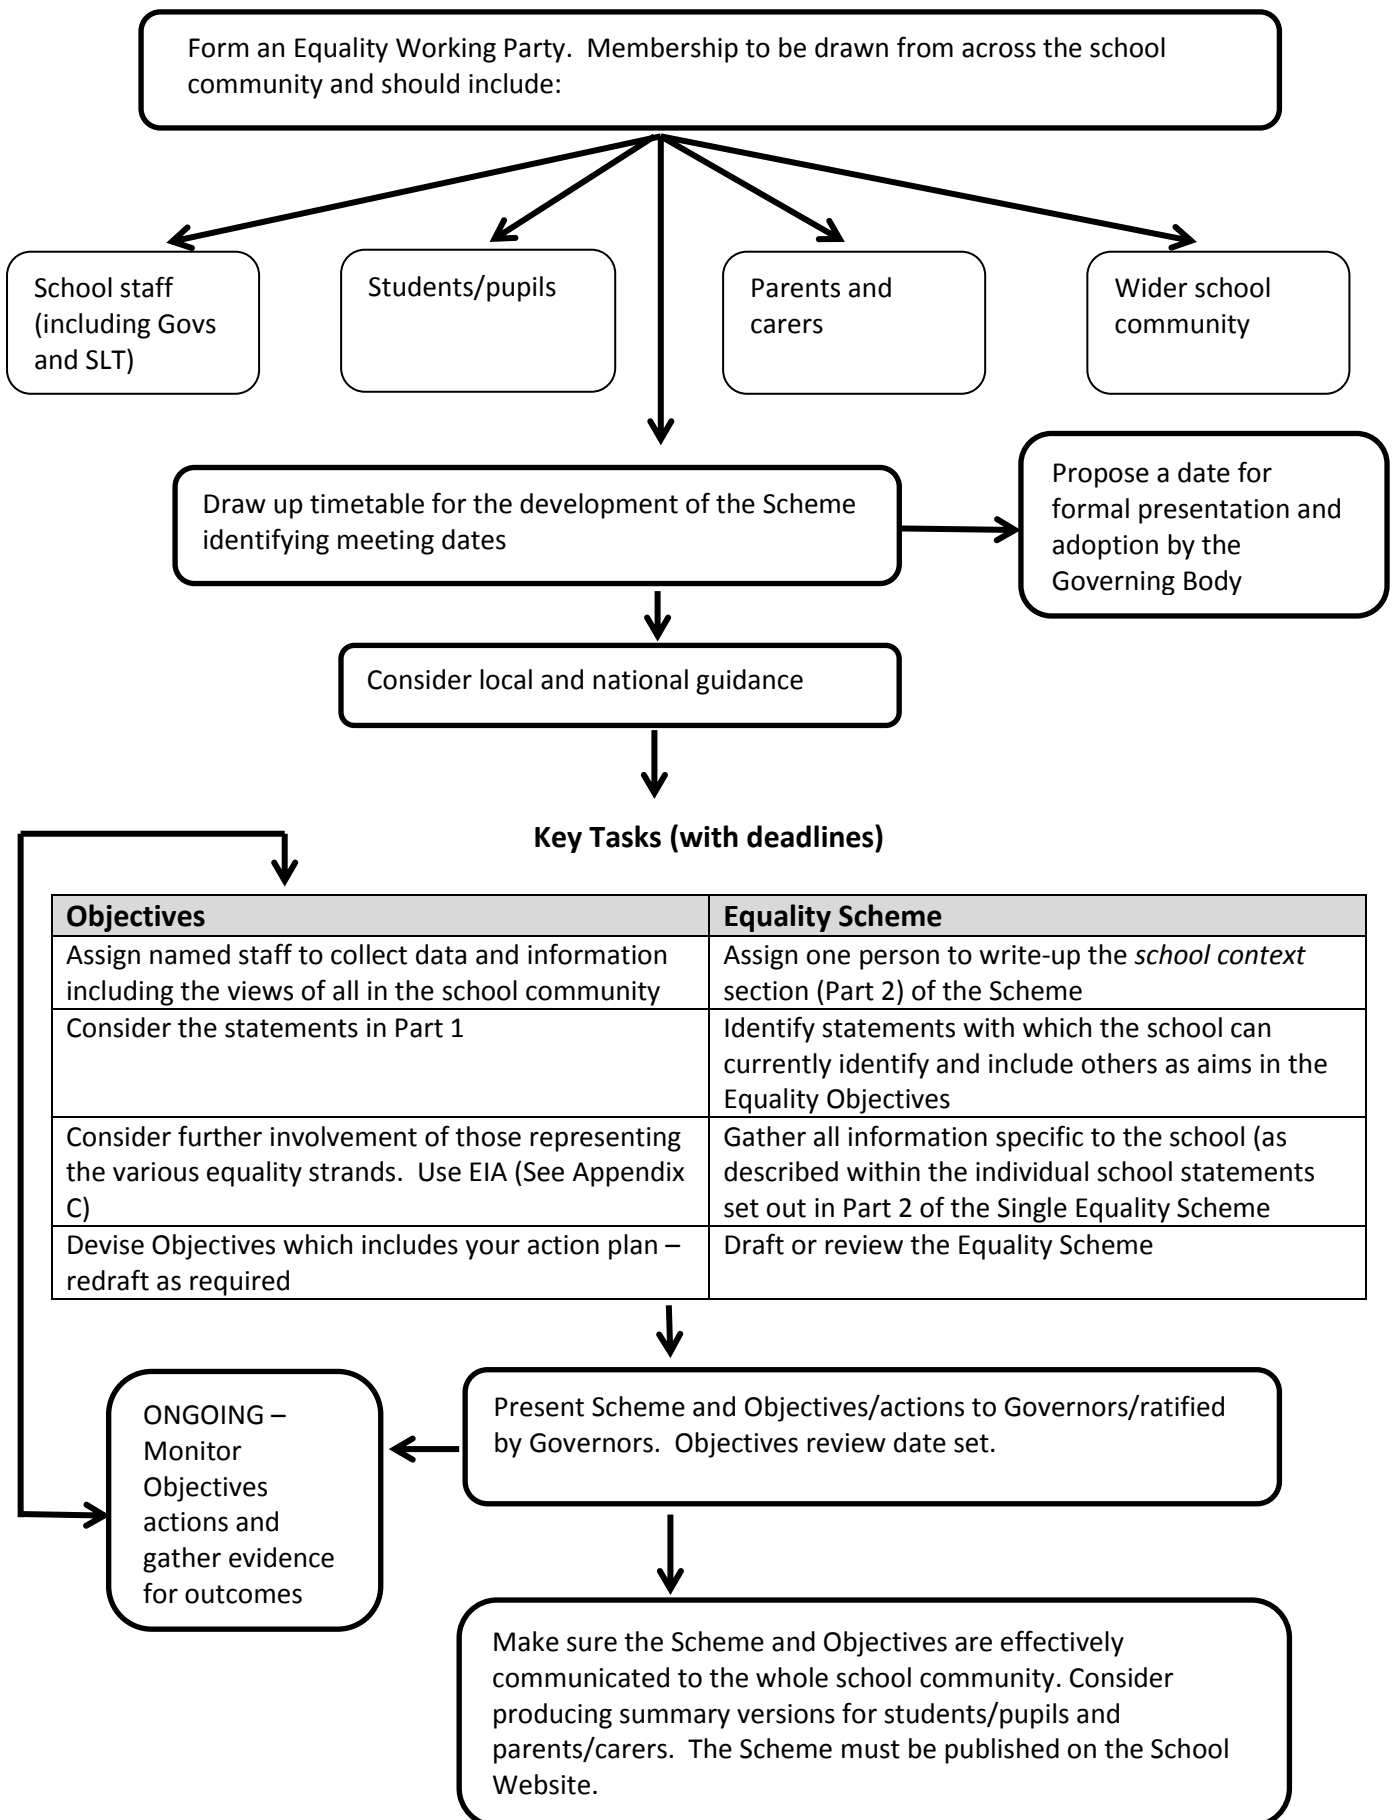 Form an Equality Working Party.  Membership to be drawn from across the school
community and should include:
School staff
(including Govs
and SLT)
Students/pupils
Parents and
carers
Wider school
community
Draw up timetable for the development of the Scheme
identifying meeting dates
Propose a date for
formal presentation and
adoption by the
Governing Body
Consider local and national guidance
Key Tasks (with deadlines)
Objectives
Equality Scheme
Assign named staff to collect data and information
including the views of all in the school community
Assign one person to write-up the school context
section (Part 2) of the Scheme
Consider the statements in Part 1
Identify statements with which the school can
currently identify and include others as aims in the
Equality Objectives
Consider further involvement of those representing
the various equality strands.  Use EIA (See Appendix
C)
Gather all information specific to the school (as
described within the individual school statements
set out in Part 2 of the Single Equality Scheme
Devise Objectives which includes your action plan –
redraft as required
Draft or review the Equality Scheme
Present Scheme and Objectives/actions to Governors/ratified
by Governors.  Objectives review date set.
ONGOING –
Monitor
Objectives
actions and
gather evidence
for outcomes
Make sure the Scheme and Objectives are effectively
communicated to the whole school community. Consider
producing summary versions for students/pupils and
parents/carers.  The Scheme must be published on the School
Website.